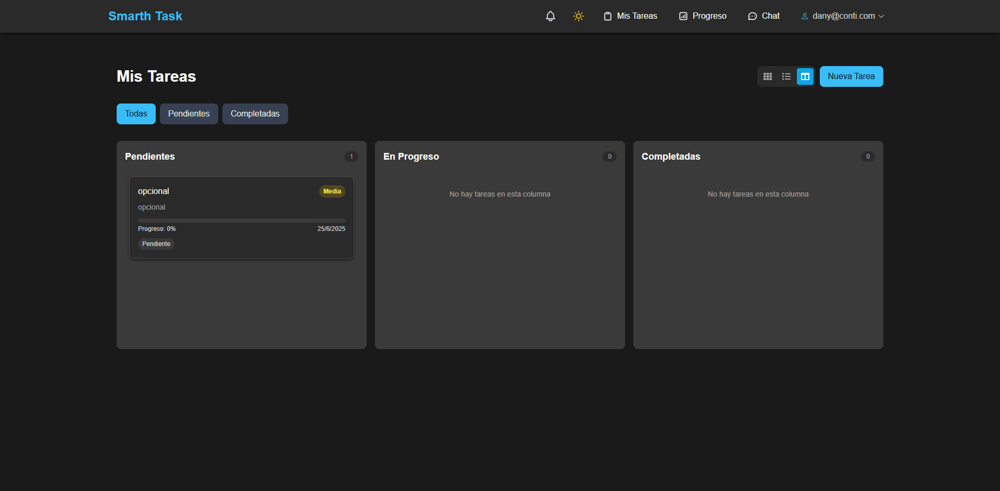 Smarth Task
Mis Tareas
Progreso
Chat
dany@conti.com
Mis Tareas
Nueva Tarea
Todas
Pendientes
Completadas
Pendientes
1
opcional
Media
opcional
Progreso: 0%
25/6/2025
Pendiente
En Progreso
0
No hay tareas en esta columna
Completadas
0
No hay tareas en esta columna